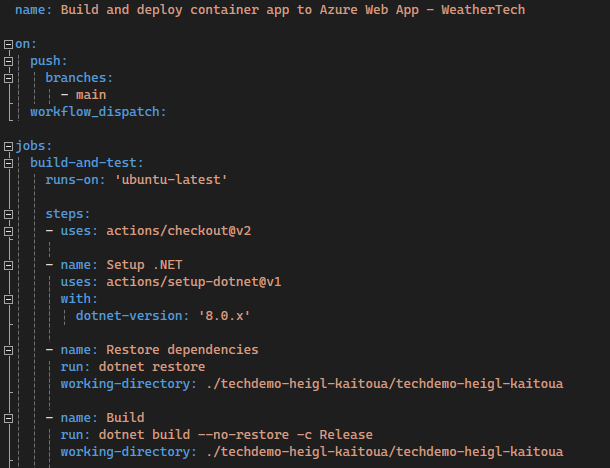 name: Build and deploy container app to Azure Web App - WeatherTech
on:
push:
branches:
- main
workflow_dispatch:
jobs:
build-and-test:
runs-on: 'ubuntu-latest'
steps:
- uses: actions/checkout@v2
- name: Setup .NET
uses: actions/setup-dotnet@v1
with:
dotnet-version: '8.0.x'
- name: Restore dependencies
run: dotnet restore
working-directory: ./techdemo-heigl-kaitoua/techdemo-heigl-kaitoua
- name: Build
run: dotnet build --no-restore -c Release
working-directory: ./techdemo-heigl-kaitoua/techdemo-heigl-kaitoua